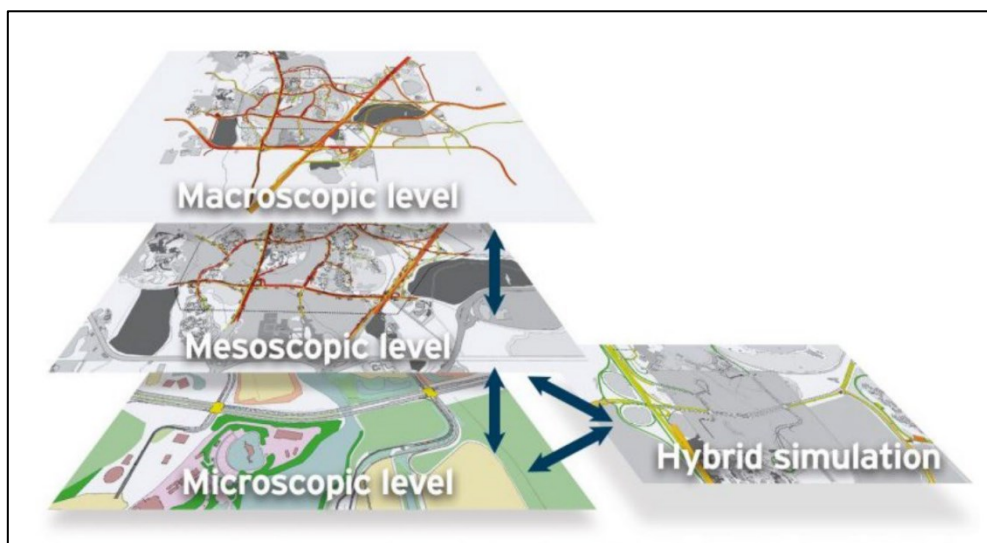 Macroscopic level
Mesoscopic level
Microscopic level
Hybrid simulation